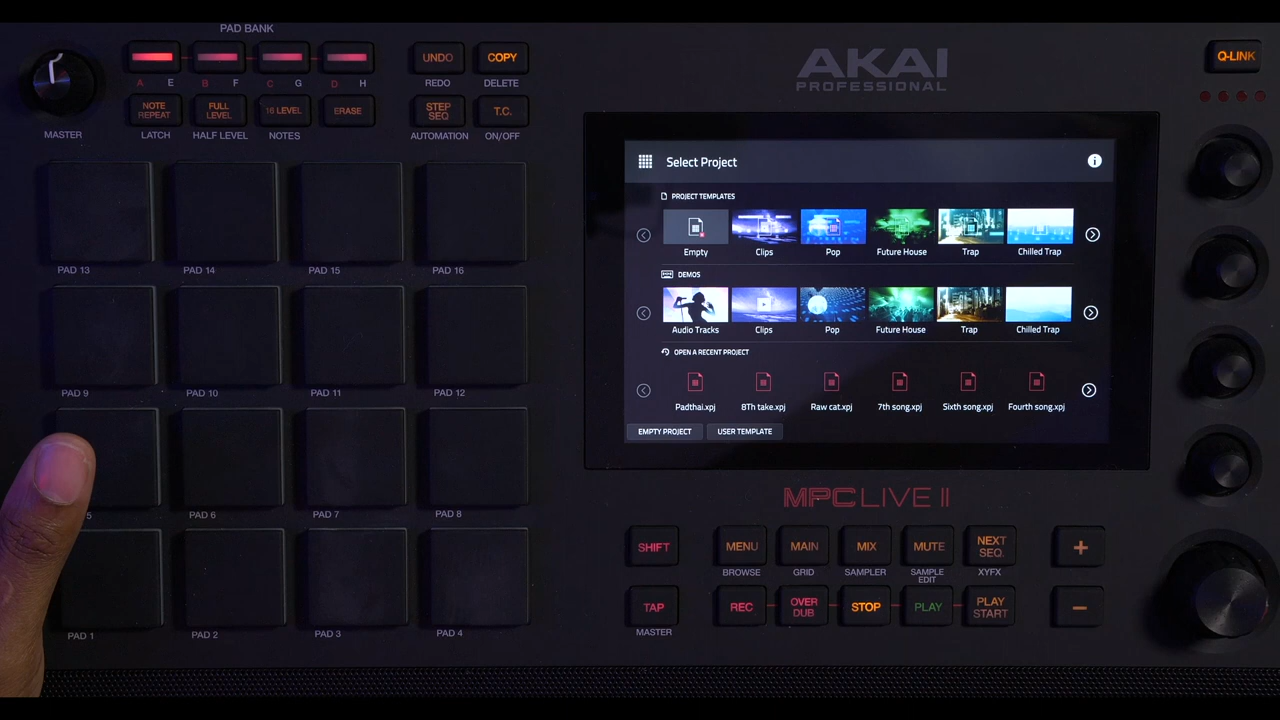 PAD BANK
A E B F C G D H
UNDO COPY
REDO DELETE
NOTE REPEAT
FULL LEVEL
16 LEVEL
ERASE
STEP SEQ
T.C.
MASTER
LATCH
HALF LEVEL
NOTES
AUTOMATION
ON/OFF
PAD 13 PAD 14 PAD 15 PAD 16
PAD 9 PAD 10 PAD 11 PAD 12
5 PAD 6 PAD 7 PAD 8
PAD 1 PAD 2 PAD 3 PAD 4
AKAI
PROFESSIONAL
Q-LINK
Select Project
PROJECT TEMPLATES
Empty Clips Pop Future House Trap Chilled Trap
DEMOS
Audio Tracks Clips Pop Future House Trap Chilled Trap
OPEN A RECENT PROJECT
Padthai.xpj 8Th take.xpj Raw cat.xpj 7th song.xpj Sixth song.xpj Fourth song.xpj
EMPTY PROJECT USER TEMPLATE
MPC LIVE II
SHIFT
MENU
MAIN
MIX
MUTE
NEXT SEQ
+
BROWSE
GRID
SAMPLER
SAMPLE EDIT
XYFX
TAP
REC
OVER DUB
STOP
PLAY
PLAY START
−
MASTER